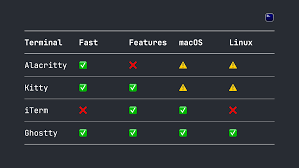 Terminal Fast Features macOS Linux
Alacritty ✅ ❌ ⚠️ ⚠️
Kitty ✅ ✅ ⚠️ ⚠️
iTerm ❌ ✅ ✅ ❌
Ghostty ✅ ✅ ✅ ✅